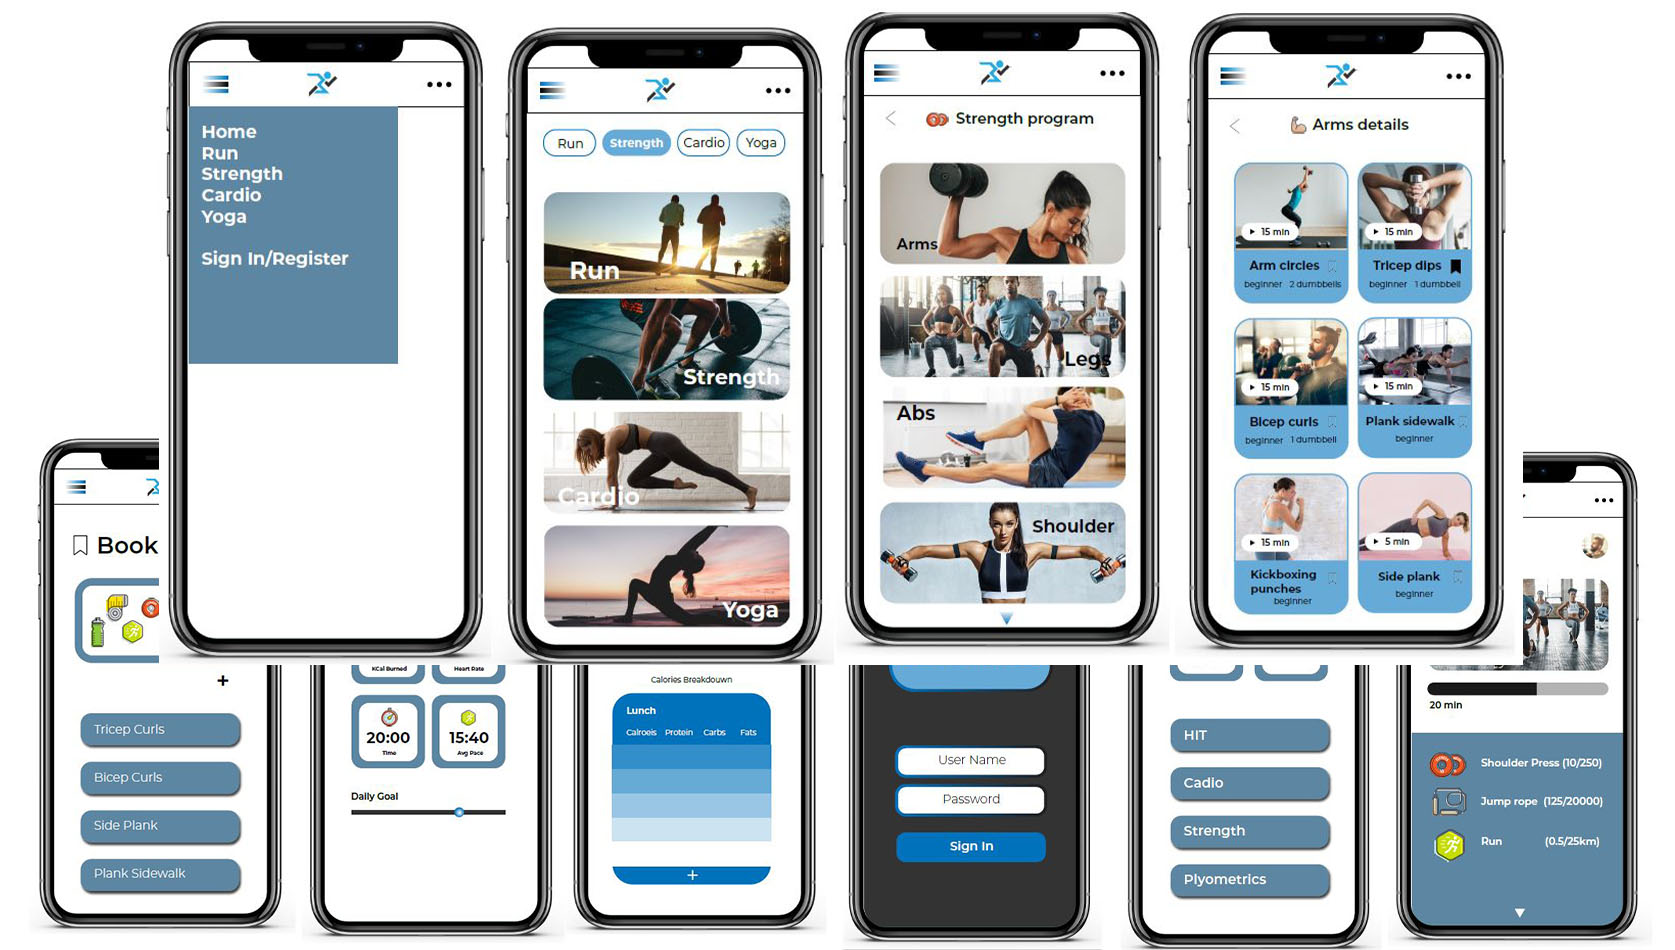 Home
Run
Strength
Cardio
Yoga
Sign In/Register
Run Strength Cardio Yoga
Run
Strength
Cardio
Yoga
Strength program
Arms
Legs
Abs
Shoulder
Arms details
15 min 15 min
Arm circles Tricep dips
beginner 2 dumbbells beginner 1 dumbbell
15 min 15 min
Bicep curls Plank sidewalk
beginner 1 dumbbell beginner
15 min 5 min
Kickboxing
punches
beginner
Side plank
beginner
Book
+
Tricep Curls
Bicep Curls
Side Plank
Plank Sidewalk
KCal Burned Heart Rate
20:00 15:40
Time Avg Pace
Daily Goal
Calories Breakdouwn
Lunch
Calroeis Protein Carbs Fats
+
User Name
Password
Sign In
HIT
Cadio
Strength
Plyometrics
20 min
Shoulder Press (10/250)
Jump rope (125/20000)
Run (0.5/25km)